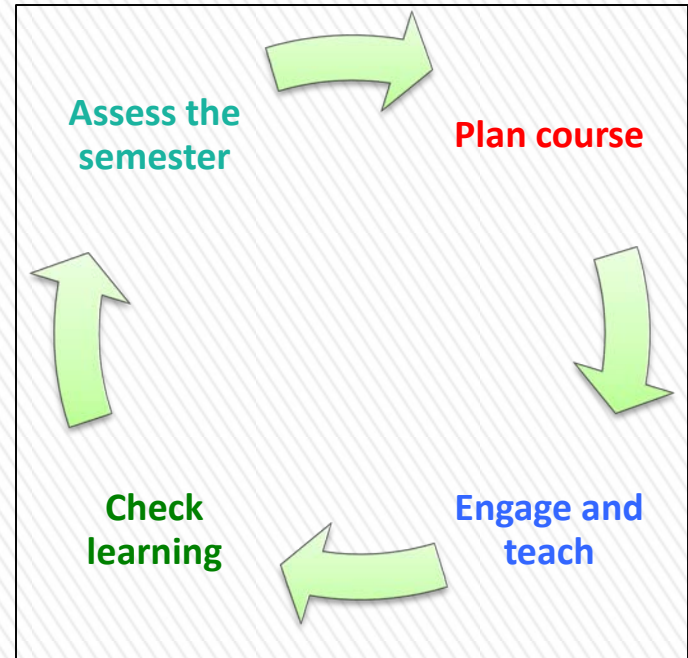 Assess the
semester
Plan course
Engage and
teach
Check
learning